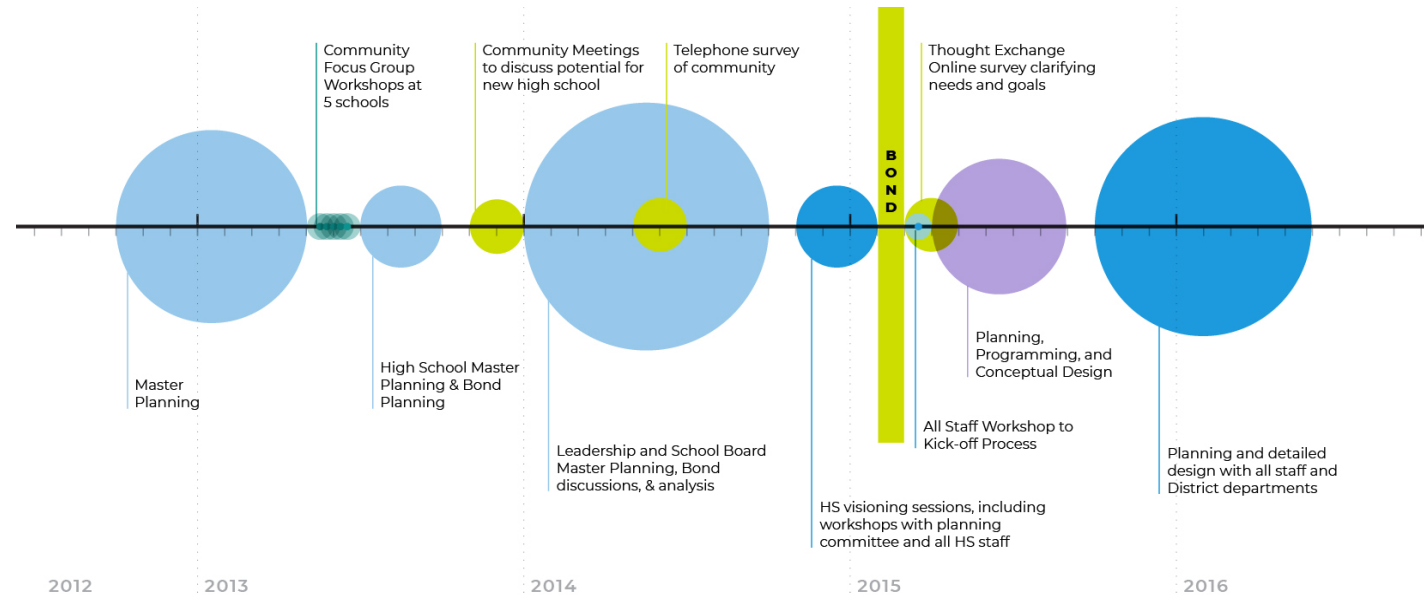 Community
Focus Group
Workshops at
5 schools
Community Meetings
to discuss potential for
new high school
Telephone survey
of community
Thought Exchange
Online survey clarifying
needs and goals
B
O
N
D
Master
Planning
High School Master
Planning & Bond
Planning
Leadership and School Board
Master Planning, Bond
discussions, & analysis
HS visioning sessions, including
workshops with planning
committee and all HS staff
All Staff Workshop to
Kick-off Process
Planning,
Programming, and
Conceptual Design
Planning and detailed
design with all staff and
District departments
2012
2013
2014
2015
2016